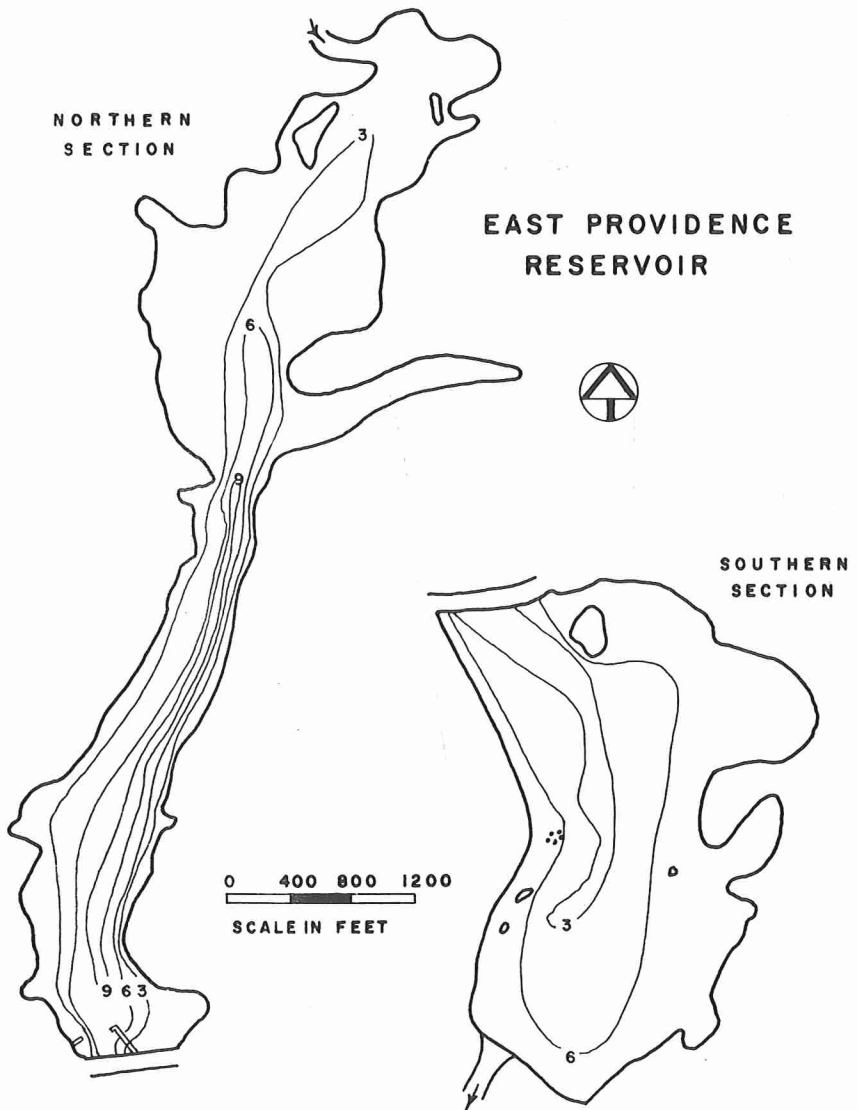 NORTHERN
SECTION
3
EAST PROVIDENCE
RESERVOIR
6
9
SOUTHERN
SECTION
0 400 800 1200
SCALE IN FEET
3
9 6 3
6